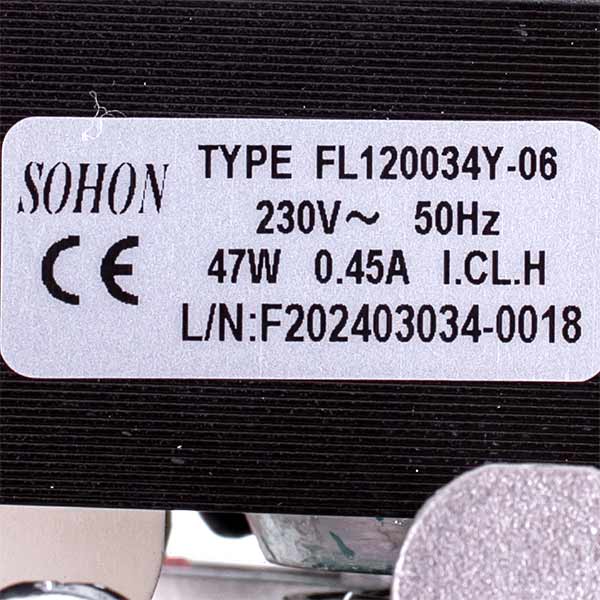 SOHON
TYPE FL120034Y-06
230V~ 50Hz
CE
47W 0.45A I.CL.H
L/N:F202403034-0018